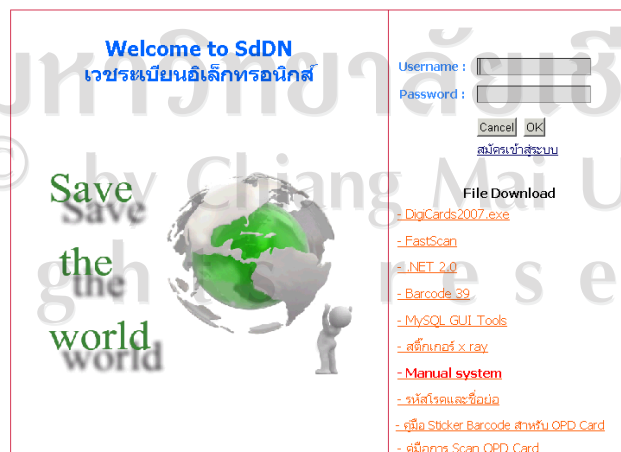 Welcome to SdDN
เวชระเบียนอิเล็กทรอนิกส์
Save
the
world
Username :
Password :
Cancel OK
สมัครเข้าสู่ระบบ
File Download
- DigiCards2007.exe
- FastScan
- .NET 2.0
- Barcode 39
- MySQL GUI Tools
- สติ๊กเกอร์ x ray
- Manual system
- รหัสโรคและชื่อย่อ
- คู่มือ Sticker Barcode สำหรับ OPD Card
- คู่มือการ Scan OPD Card
© by Chiang Mai U